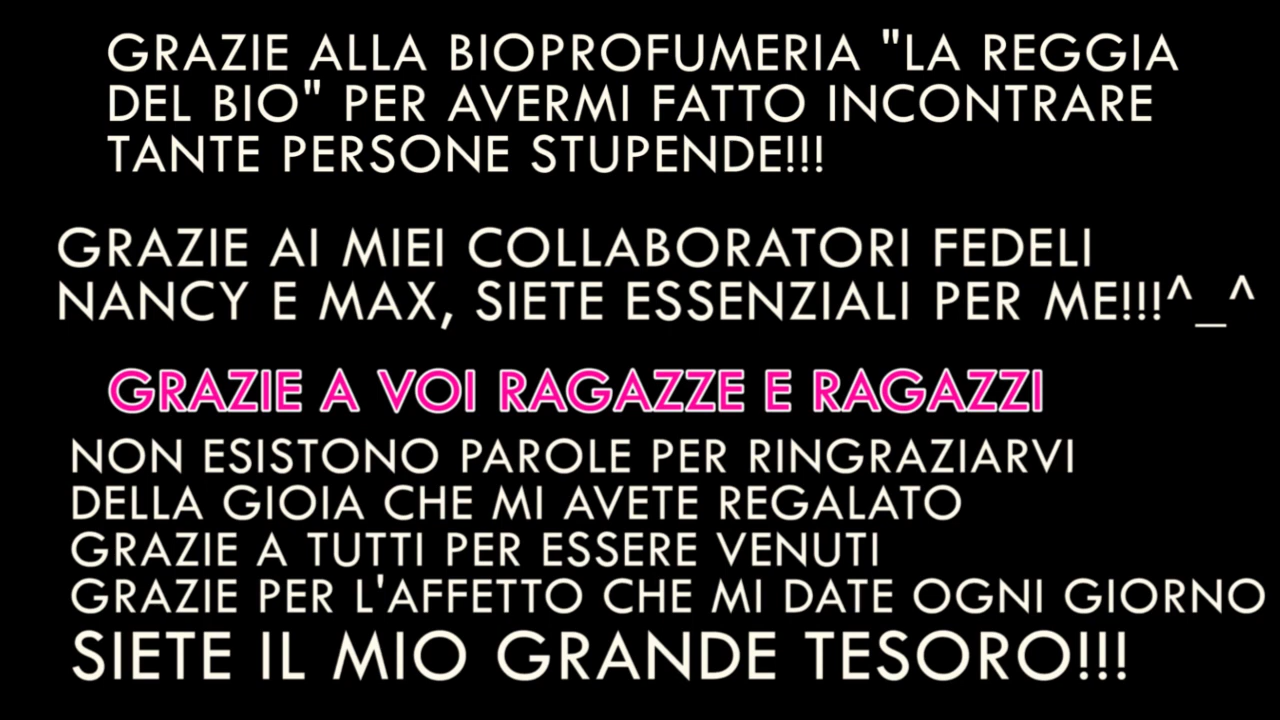 GRAZIE ALLA BIOPROFUMERIA "LA REGGIA
DEL BIO" PER AVERMI FATTO INCONTRARE
TANTE PERSONE STUPENDE!!!
GRAZIE AI MIEI COLLABORATORI FEDELI
NANCY E MAX, SIETE ESSENZIALI PER ME!!!^_^
GRAZIE A VOI RAGAZZE E RAGAZZI
NON ESISTONO PAROLE PER RINGRAZIARVI
DELLA GIOIA CHE MI AVETE REGALATO
GRAZIE A TUTTI PER ESSERE VENUTI
GRAZIE PER L'AFFETTO CHE MI DATE OGNI GIORNO
SIETE IL MIO GRANDE TESORO!!!